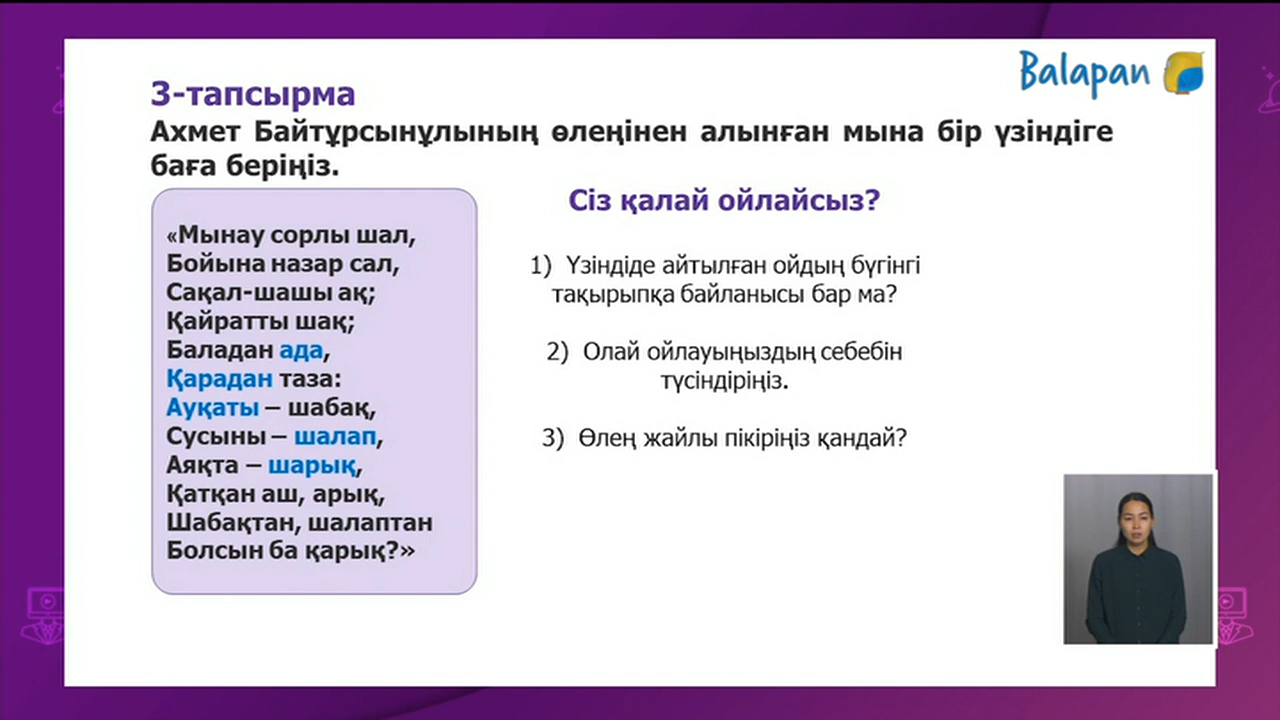 Balapan
3-тапсырма
Ахмет Байтұрсынұлының өлеңінен алынған мына бір үзіндіге
баға беріңіз.
«Мынау сорлы шал,
Бойына назар сал,
Сақал-шашы ақ;
Қайратты шақ;
Баладан ада,
Қарадан таза:
Ауқаты – шабақ,
Сусыны – шалап,
Аяқта – шарық,
Қатқан аш, арық,
Шабақтан, шалаптан
Болсын ба қарық?»
Сіз қалай ойлайсыз?
1) Үзіндіде айтылған ойдың бүгінгі
тақырыпқа байланысы бар ма?
2) Олай ойлауыңыздың себебін
түсіндіріңіз.
3) Өлең жайлы пікіріңіз қандай?